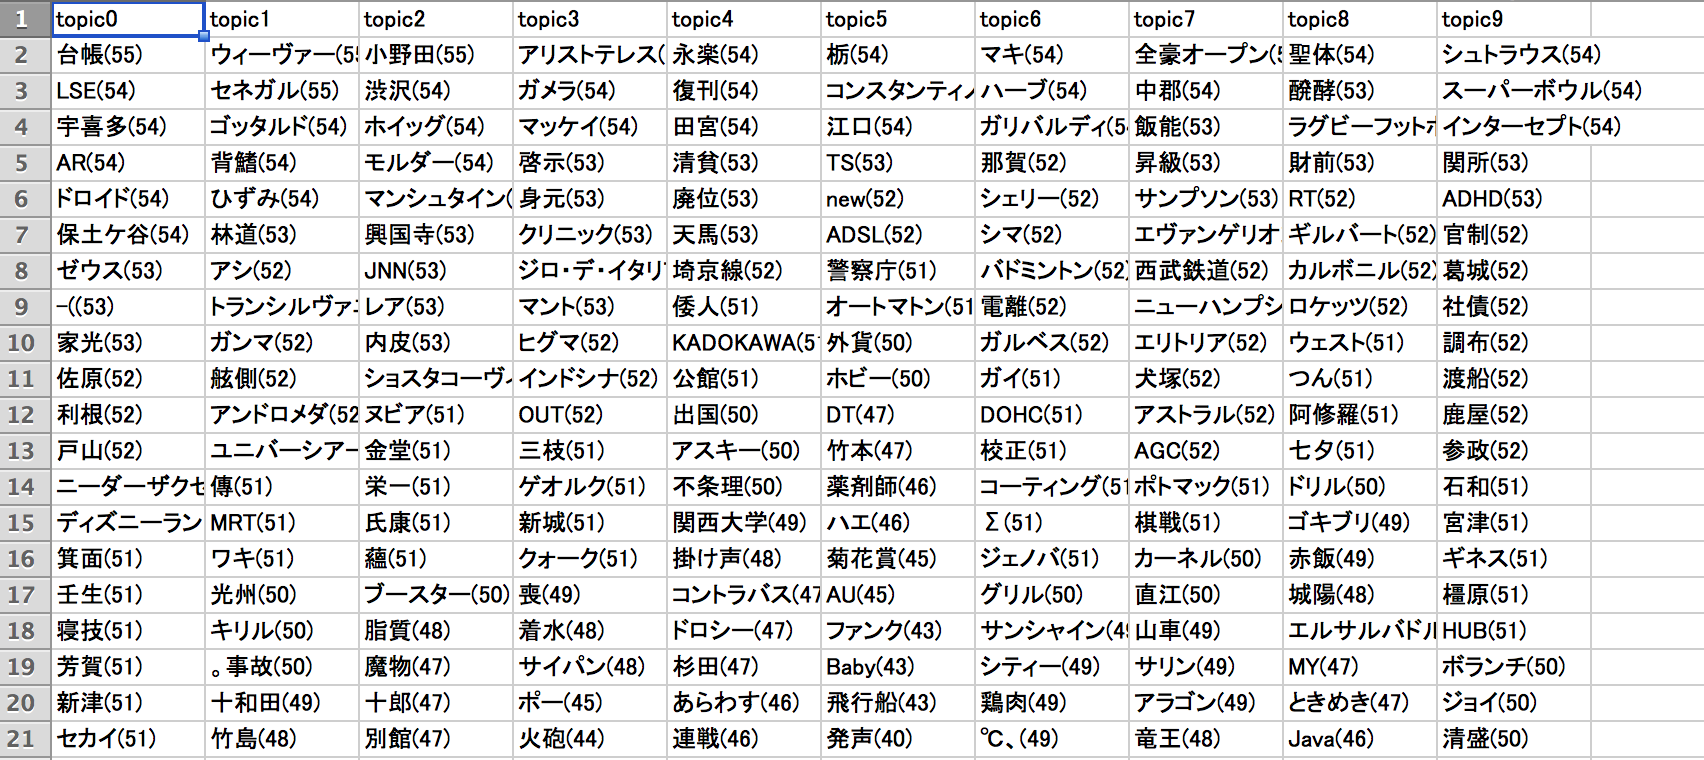 1 topic0 topic1 topic2 topic3 topic4 topic5 topic6 topic7 topic8 topic9
2 台帳(55) ウィーヴァー(55 小野田(55) アリストテレス( 永楽(54) 栃(54) マキ(54) 全豪オープン(5 聖体(54) シュトラウス(54)
3 LSE(54) セネガル(55) 渋沢(54) ガメラ(54) 復刊(54) コンスタンティノ ハーブ(54) 中郡(54) 醗酵(53) スーパーボウル(54)
4 宇喜多(54) ゴッタルド(54) ホイッグ(54) マッケイ(54) 田宮(54) 江口(54) ガリバルディ(54 飯能(53) ラグビーフットボ インターセプト(54)
5 AR(54) 背鰭(54) モルダー(54) 啓示(53) 清貧(53) TS(53) 那賀(52) 昇級(53) 財前(53) 関所(53)
6 ドロイド(54) ひずみ(54) マンシュタイン( 身元(53) 廃位(53) new(52) シェリー(52) サンプソン(53) RT(52) ADHD(53)
7 保土ケ谷(54) 林道(53) 興国寺(53) クリニック(53) 天馬(53) ADSL(52) シマ(52) エヴァンゲリオ ギルバート(52) 官制(52)
8 ゼウス(53) アシ(52) JNN(53) ジロ・デ・イタリア 埼京線(52) 警察庁(51) バドミントン(52) 西武鉄道(52) カルボニル(52) 葛城(52)
9 -((53) トランシルヴァニ レア(53) マント(53) 倭人(51) オートマトン(51 電離(52) ニューハンプシ ロケッツ(52) 社債(52)
10 家光(53) ガンマ(52) 内皮(53) ヒグマ(52) KADOKAWA(51 外貨(50) ガルベス(52) エリトリア(52) ウェスト(51) 調布(52)
11 佐原(52) 舷側(52) ショスタコーヴィ インドシナ(52) 公館(51) ホビー(50) ガイ(51) 犬塚(52) つん(51) 渡船(52)
12 利根(52) アンドロメダ(52 ヌビア(51) OUT(52) 出国(50) DT(47) DOHC(51) アストラル(52) 阿修羅(51) 鹿屋(52)
13 戸山(52) ユニバーシアー 金堂(51) 三枝(51) アスキー(50) 竹本(47) 校正(51) AGC(52) 七夕(51) 参政(52)
14 ニーダーザクセ 傳(51) 栄一(51) ゲオルク(51) 不条理(50) 薬剤師(46) コーティング(51 ポトマック(51) ドリル(50) 石和(51)
15 ディズニーラン MRT(51) 氏康(51) 新城(51) 関西大学(49) ハエ(46) Σ(51) 棋戦(51) ゴキブリ(49) 宮津(51)
16 箕面(51) ワキ(51) 蘊(51) クォーク(51) 掛け声(48) 菊花賞(45) ジェノバ(51) カーネル(50) 赤飯(49) ギネス(51)
17 壬生(51) 光州(50) ブースター(50) 喪(49) コントラバス(47 AU(45) グリル(50) 直江(50) 城陽(48) 橿原(51)
18 寝技(51) キリル(50) 脂質(48) 着水(48) ドロシー(47) ファンク(43) サンシャイン(49 山車(49) エルサルバドル HUB(51)
19 芳賀(51) 。事故(50) 魔物(47) サイパン(48) 杉田(47) Baby(43) シティー(49) サリン(49) MY(47) ボランチ(50)
20 新津(51) 十和田(49) 十郎(47) ポー(45) あらわす(46) 飛行船(43) 鶏肉(49) アラゴン(49) ときめき(47) ジョイ(50)
21 セカイ(51) 竹島(48) 別館(47) 火砲(44) 連戦(46) 発声(40) ℃、(49) 竜王(48) Java(46) 清盛(50)